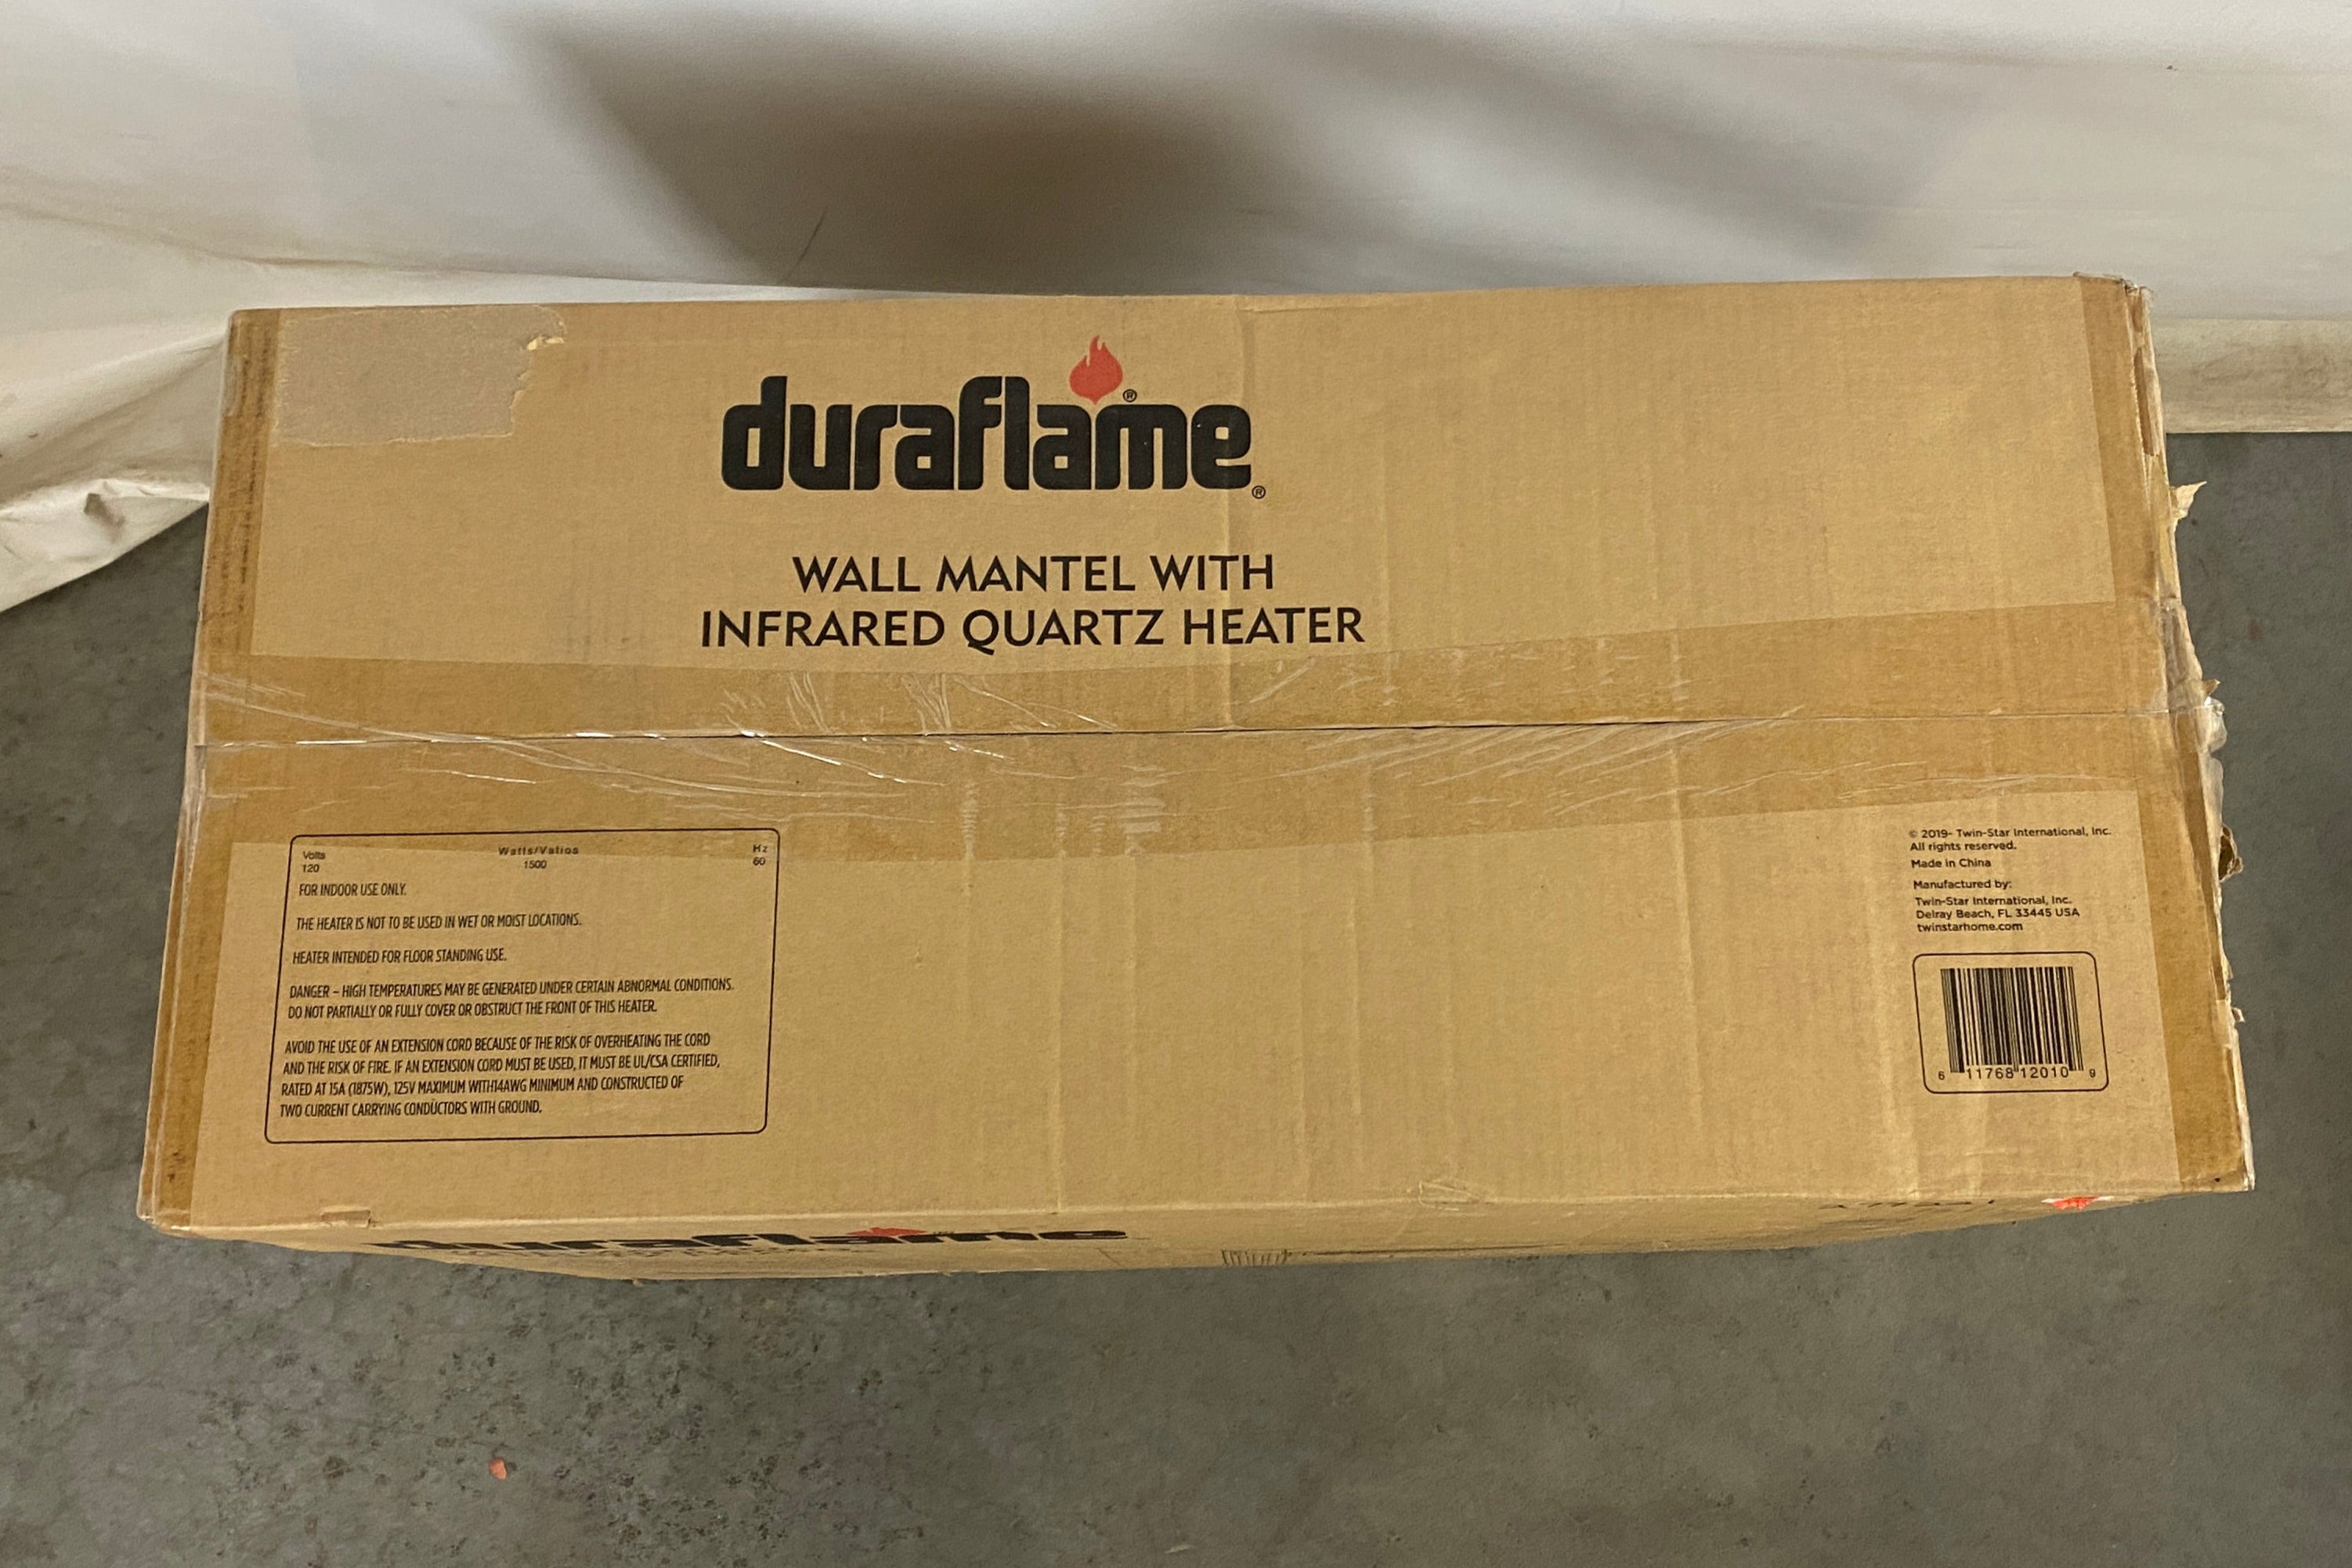 duraflame®
®
WALL MANTEL WITH
INFRARED QUARTZ HEATER
Volts Watts/Vatios Hz
120 1500 60
FOR INDOOR USE ONLY.
THE HEATER IS NOT TO BE USED IN WET OR MOIST LOCATIONS.
HEATER INTENDED FOR FLOOR STANDING USE.
DANGER – HIGH TEMPERATURES MAY BE GENERATED UNDER CERTAIN ABNORMAL CONDITIONS.
DO NOT PARTIALLY OR FULLY COVER OR OBSTRUCT THE FRONT OF THIS HEATER.
AVOID THE USE OF AN EXTENSION CORD BECAUSE OF THE RISK OF OVERHEATING THE CORD
AND THE RISK OF FIRE. IF AN EXTENSION CORD MUST BE USED, IT MUST BE UL/CSA CERTIFIED,
RATED AT 15A (1875W), 125V MAXIMUM WITH14AWG MINIMUM AND CONSTRUCTED OF
TWO CURRENT CARRYING CONDUCTORS WITH GROUND.
© 2019- Twin-Star International, Inc.
All rights reserved.
Made in China
Manufactured by:
Twin-Star International, Inc.
Delray Beach, FL 33445 USA
twinstarhome.com
6 11768 12010 9
duraflame